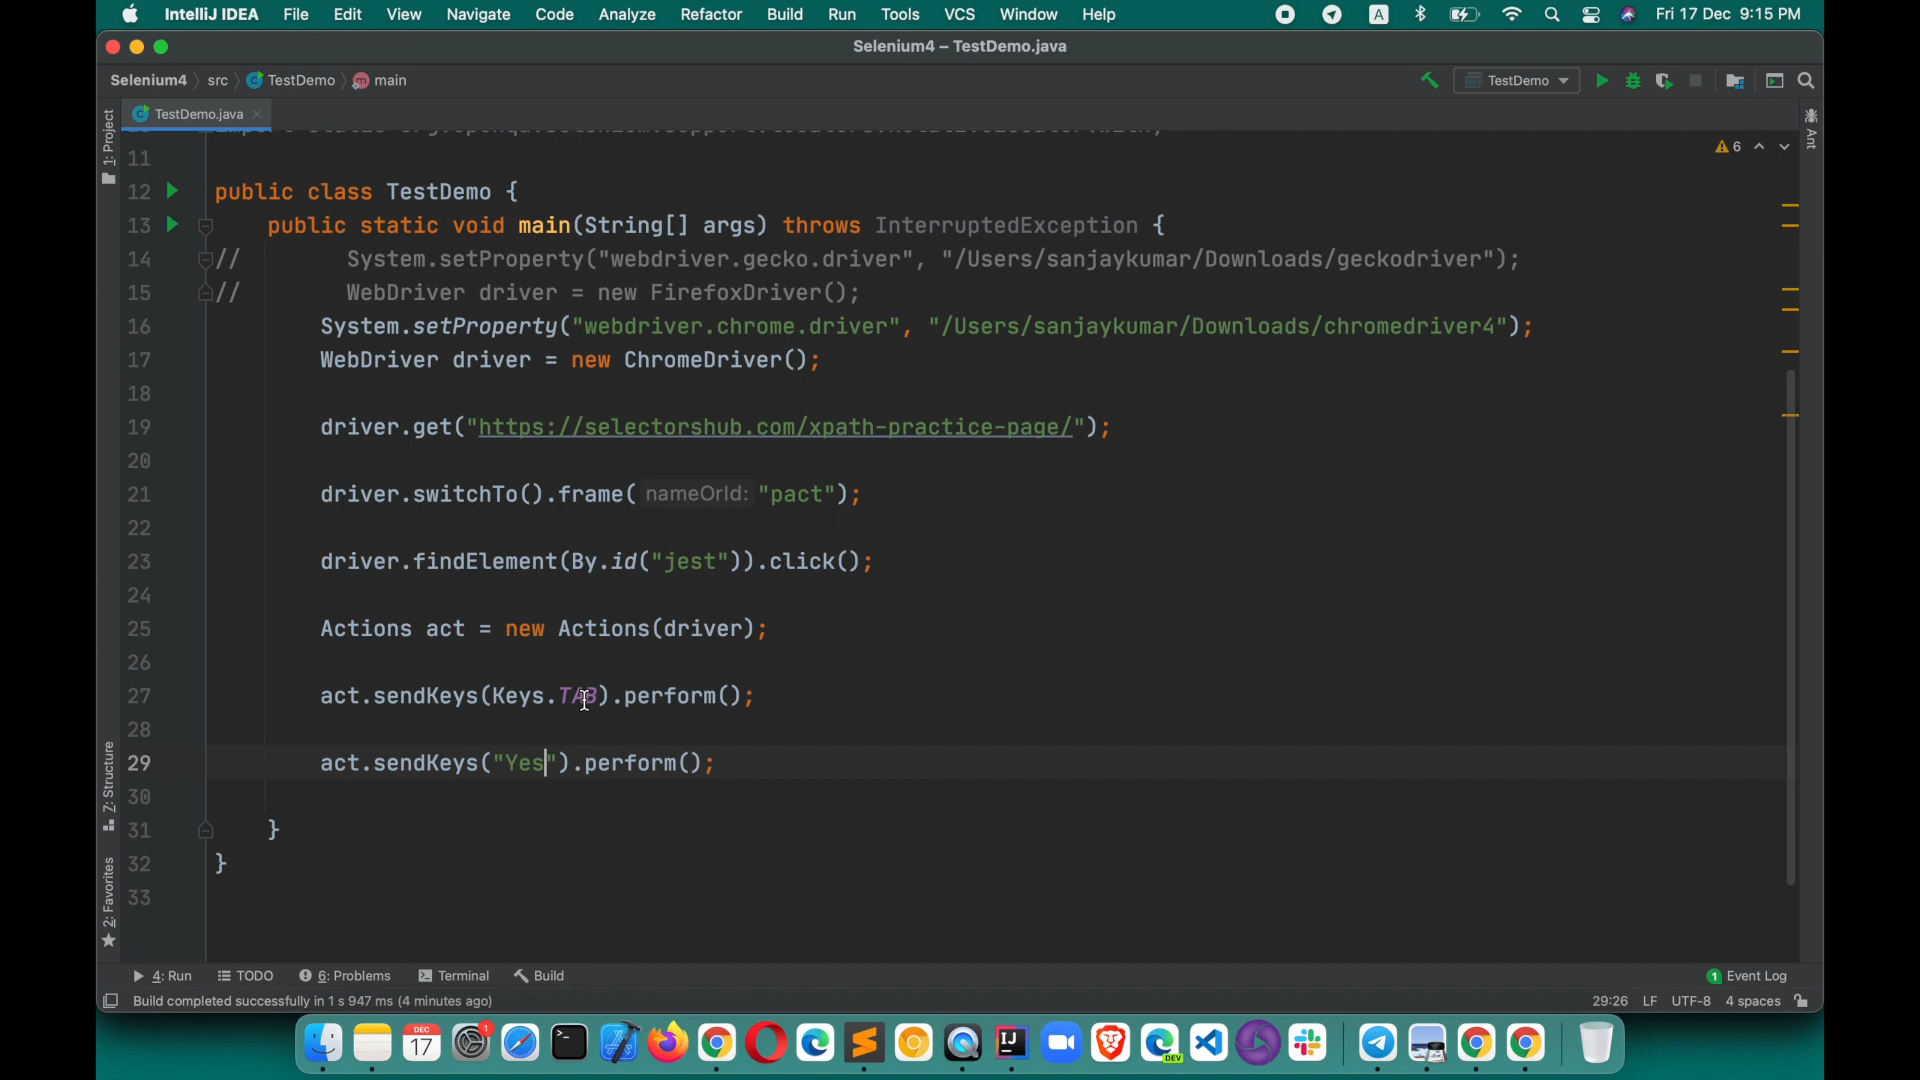 IntelliJ IDEA File Edit View Navigate Code Analyze Refactor Build Run Tools VCS Window Help A Fri 17 Dec 9:15 PM
Selenium4 – TestDemo.java
Selenium4 src TestDemo m main TestDemo
TestDemo.java
1: Project
Ant
6
11
12 public class TestDemo {
13 public static void main(String[] args) throws InterruptedException {
14 // System.setProperty("webdriver.gecko.driver", "/Users/sanjaykumar/Downloads/geckodriver");
15 // WebDriver driver = new FirefoxDriver();
16 System.setProperty("webdriver.chrome.driver", "/Users/sanjaykumar/Downloads/chromedriver4");
17 WebDriver driver = new ChromeDriver();
18
19 driver.get("https://selectorshub.com/xpath-practice-page/");
20
21 driver.switchTo().frame( nameOrId: "pact");
22
23 driver.findElement(By.id("jest")).click();
24
25 Actions act = new Actions(driver);
26
27 act.sendKeys(Keys.TAB).perform();
28
29 act.sendKeys("Yes").perform();
30
31 }
32 }
33
Z: Structure
2: Favorites
4: Run TODO 6: Problems Terminal Build 1 Event Log
Build completed successfully in 1 s 947 ms (4 minutes ago) 29:26 LF UTF-8 4 spaces
DEC
17
1
IJ
DEV